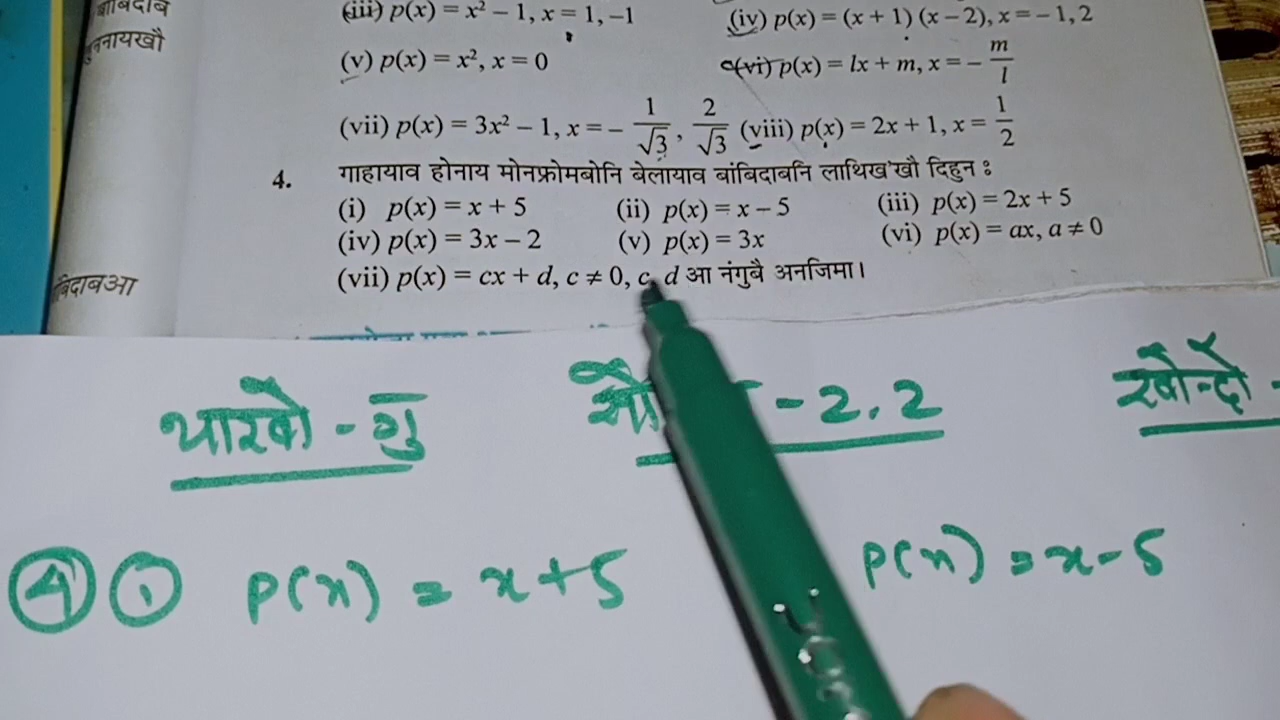 (iii) p(x) = x² – 1, x = 1, –1 (iv) p(x) = (x + 1) (x – 2), x = – 1, 2
(v) p(x) = x², x = 0 (vi) p(x) = lx + m, x = – m/l
(vii) p(x) = 3x² – 1, x = – 1/√3, 2/√3 (viii) p(x) = 2x + 1, x = 1/2
4. गाहायाव होनाय मोनफ्रोमबोनि बेलायाव बांबिदाबनि लाथिख'खौ दिहुन ः
(i) p(x) = x + 5 (ii) p(x) = x – 5 (iii) p(x) = 2x + 5
(iv) p(x) = 3x – 2 (v) p(x) = 3x (vi) p(x) = ax, a ≠ 0
(vii) p(x) = cx + d, c ≠ 0, c, d आ नंगुबै अनजिमा।
थारखो - गु - 2.2 खौन्दो -
4 1 P(x) = x + 5 P(x) = x - 5